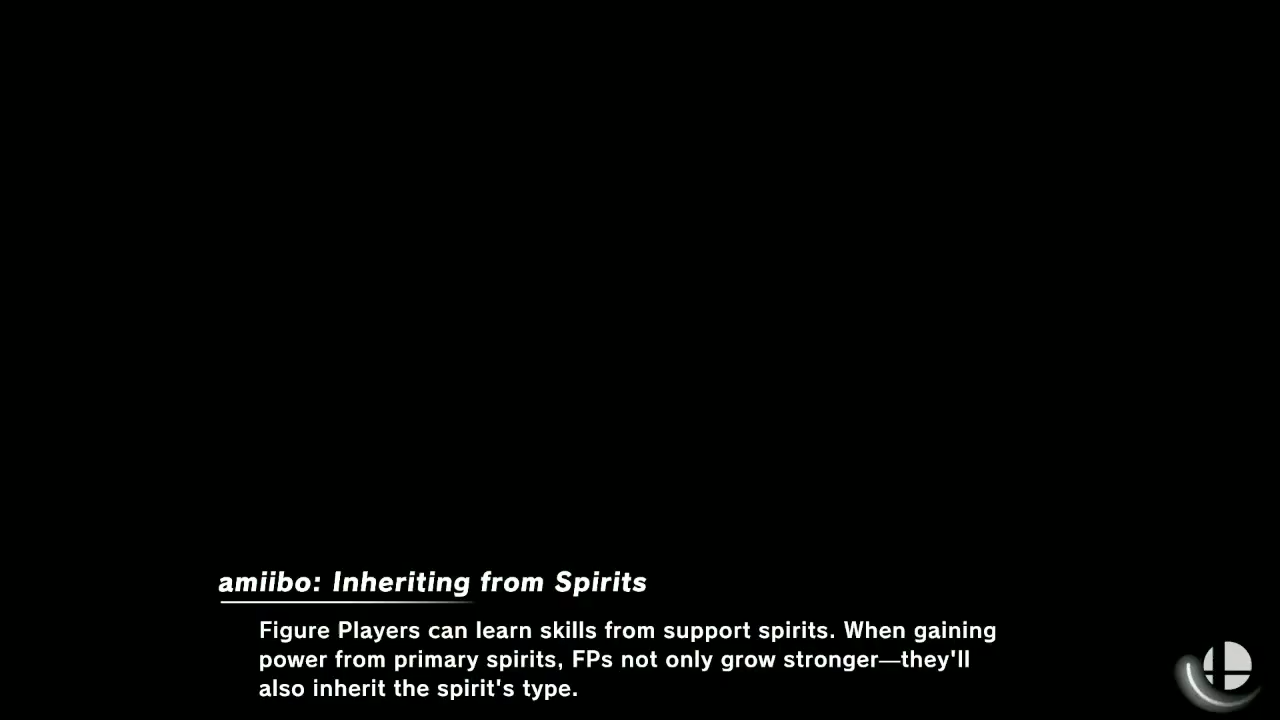 amiibo: Inheriting from Spirits
Figure Players can learn skills from support spirits. When gaining
power from primary spirits, FPs not only grow stronger—they'll
also inherit the spirit's type.